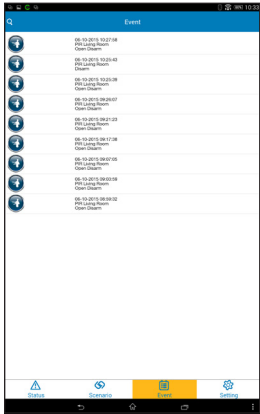 10:33
Event
06-10-2015 10:27:58
PIR Living Room
Open Disarm
06-10-2015 10:25:43
PIR Living Room
Disarm
06-10-2015 10:25:38
PIR Living Room
Open Disarm
06-10-2015 09:26:07
PIR Living Room
Open Disarm
06-10-2015 09:21:23
PIR Living Room
Open Disarm
06-10-2015 09:17:38
PIR Living Room
Open Disarm
06-10-2015 09:07:05
PIR Living Room
Open Disarm
06-10-2015 09:03:59
PIR Living Room
Open Disarm
06-10-2015 08:59:32
PIR Living Room
Open Disarm
Status Scenario Event Setting